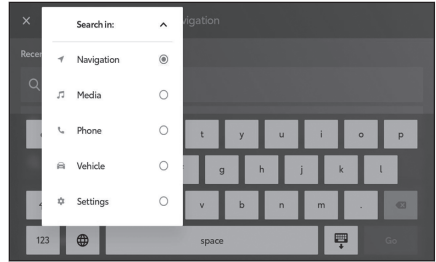 Search in:
vigation
Recen
Navigation
Media
Phone
Vehicle
Settings
t y u i o p
g h j k l
v b n m .
123 space Go